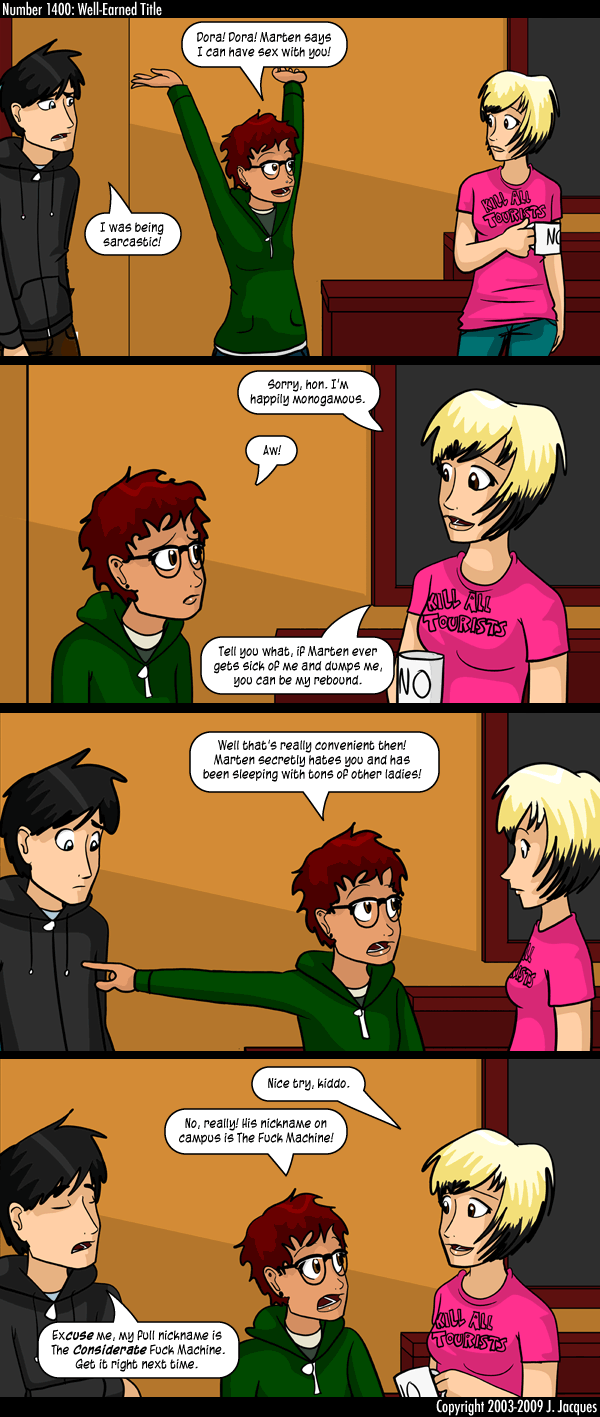 Number 1400: Well-Earned Title
Dora! Dora! Marten says
I can have sex with you!
I was being
sarcastic!
KILL ALL
TOURISTS
NO
Sorry, hon. I'm
happily monogamous.
Aw!
KILL ALL
TOURISTS
Tell you what, if Marten ever
gets sick of me and dumps me,
you can be my rebound.
NO
Well that's really convenient then!
Marten secretly hates you and has
been sleeping with tons of other ladies!
LL
ISTS
Nice try, kiddo.
No, really! His nickname on
campus is The Fuck Machine!
KILL ALL
TOURISTS
Excuse me, my full nickname is
The Considerate Fuck Machine.
Get it right next time.
NO
Copyright 2003-2009 J. Jacques